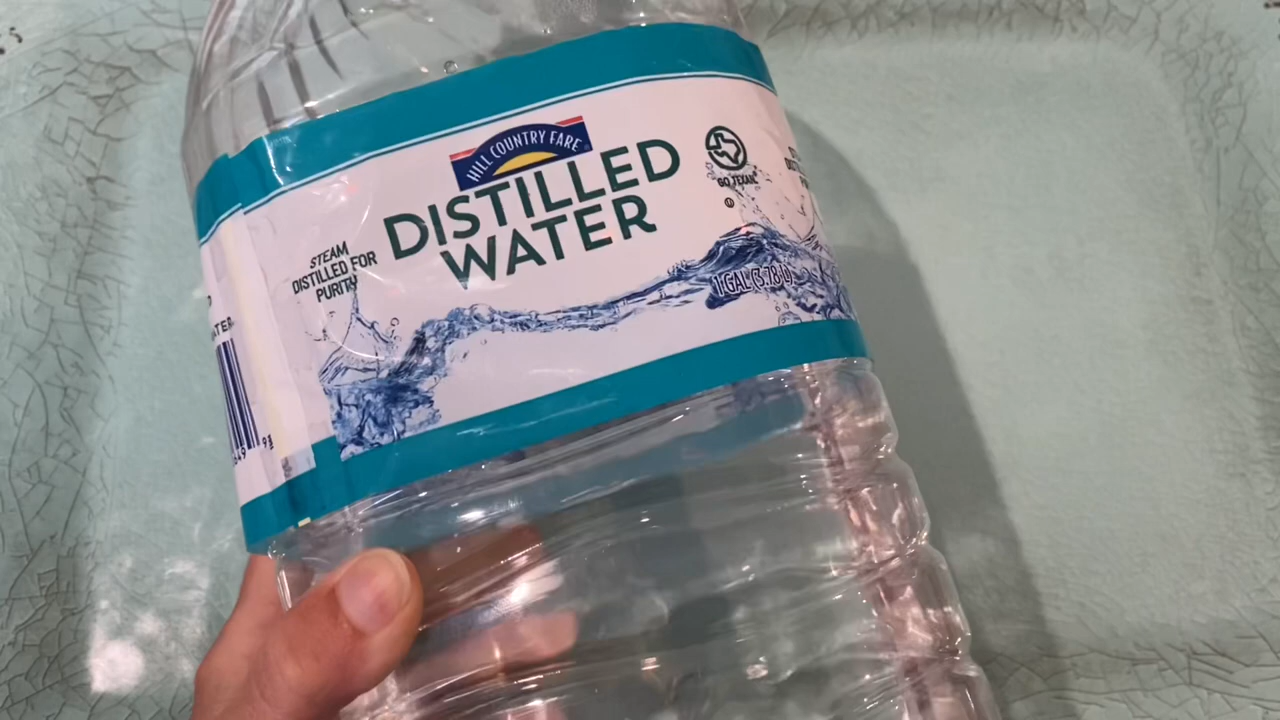 HILL COUNTRY FARE
DISTILLED
WATER
STEAM
DISTILLED FOR
PURITY
GO TEXAN
1 GAL (3.78 L)